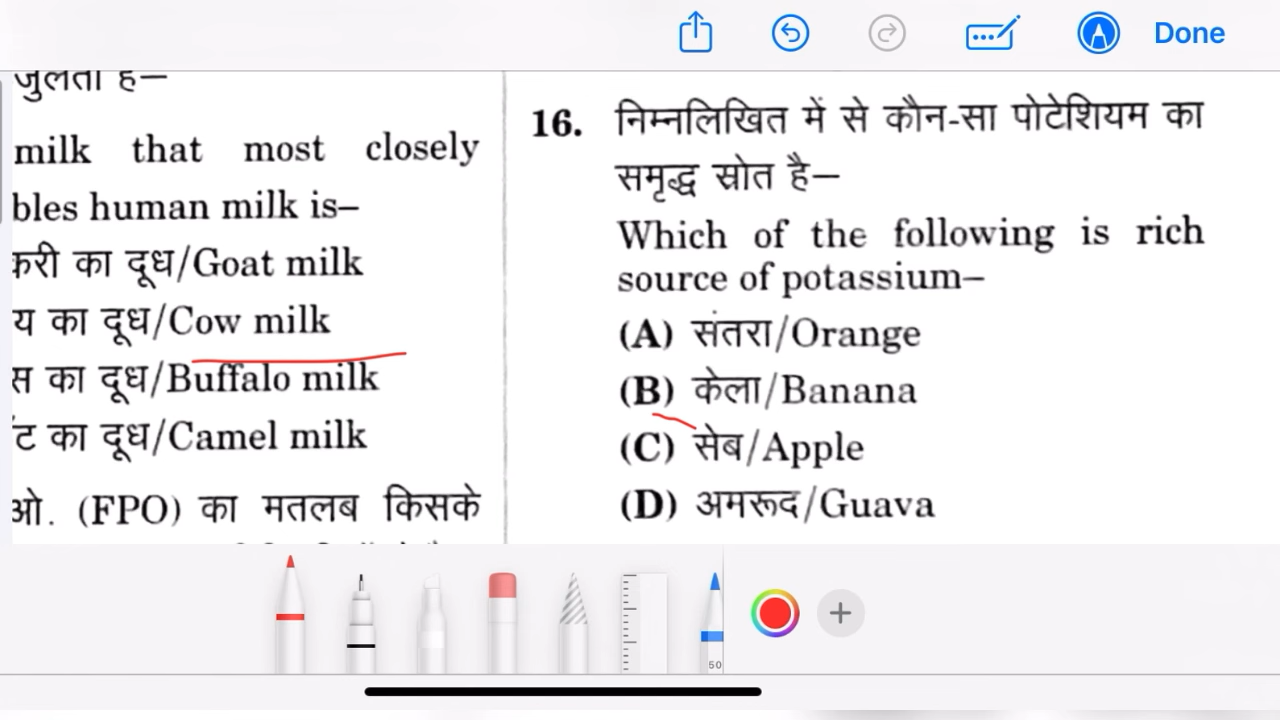 Done
जुलता है—
milk that most closely
bles human milk is–
करी का दूध/Goat milk
य का दूध/Cow milk
स का दूध/Buffalo milk
ट का दूध/Camel milk
ओ. (FPO) का मतलब किसके
16. निम्नलिखित में से कौन-सा पोटेशियम का
समृद्ध स्रोत है—
Which of the following is rich
source of potassium–
(A) संतरा/Orange
(B) केला/Banana
(C) सेब/Apple
(D) अमरूद/Guava
50